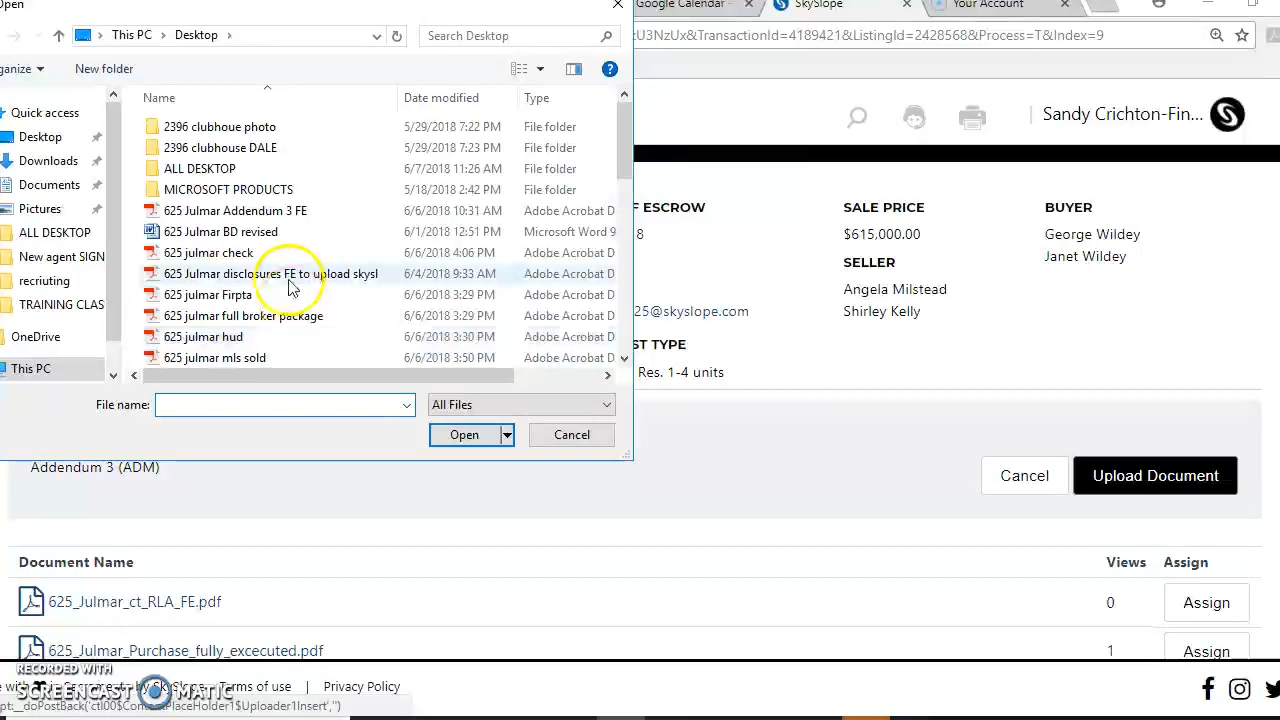 Open
Google Calendar -
SkySlope
Your Account
This PC
Desktop
Search Desktop
zU3NzUx&TransactionId=4189421&ListingId=2428568&Process=T&Index=9
ganize
New folder
Name
Date modified
Type
Quick access
Desktop
Downloads
Documents
Pictures
ALL DESKTOP
New agent SIGN
recriuting
TRAINING CLAS
OneDrive
This PC
2396 clubhoue photo 5/29/2018 7:22 PM File folder
2396 clubhouse DALE 5/29/2018 7:23 PM File folder
ALL DESKTOP 6/7/2018 11:26 AM File folder
MICROSOFT PRODUCTS 5/18/2018 2:42 PM File folder
625 Julmar Addendum 3 FE 6/6/2018 10:31 AM Adobe Acrobat D
625 Julmar BD revised 6/1/2018 12:51 PM Microsoft Word 9
625 julmar check 6/6/2018 4:06 PM Adobe Acrobat D
625 Julmar disclosures FE to upload skysl 6/4/2018 9:33 AM Adobe Acrobat D
625 julmar Firpta 6/6/2018 3:29 PM Adobe Acrobat D
625 julmar full broker package 6/6/2018 3:29 PM Adobe Acrobat D
625 julmar hud 6/6/2018 3:30 PM Adobe Acrobat D
625 julmar mls sold 6/6/2018 3:50 PM Adobe Acrobat D
File name:
All Files
Open
Cancel
Sandy Crichton-Fin...
F ESCROW
8
SALE PRICE
$615,000.00
BUYER
George Wildey
Janet Wildey
SELLER
Angela Milstead
Shirley Kelly
25@skyslope.com
ST TYPE
Res. 1-4 units
Addendum 3 (ADM)
Cancel
Upload Document
Document Name
Views
Assign
625_Julmar_ct_RLA_FE.pdf
0
Assign
625_Julmar_Purchase_fully_excecuted.pdf
1
Assign
RECORDED WITH
SCREENCAST MATIC
Terms of use
Privacy Policy
pt:__doPostBack('ctl00$ContentPlaceHolder1$Uploader1Insert','')